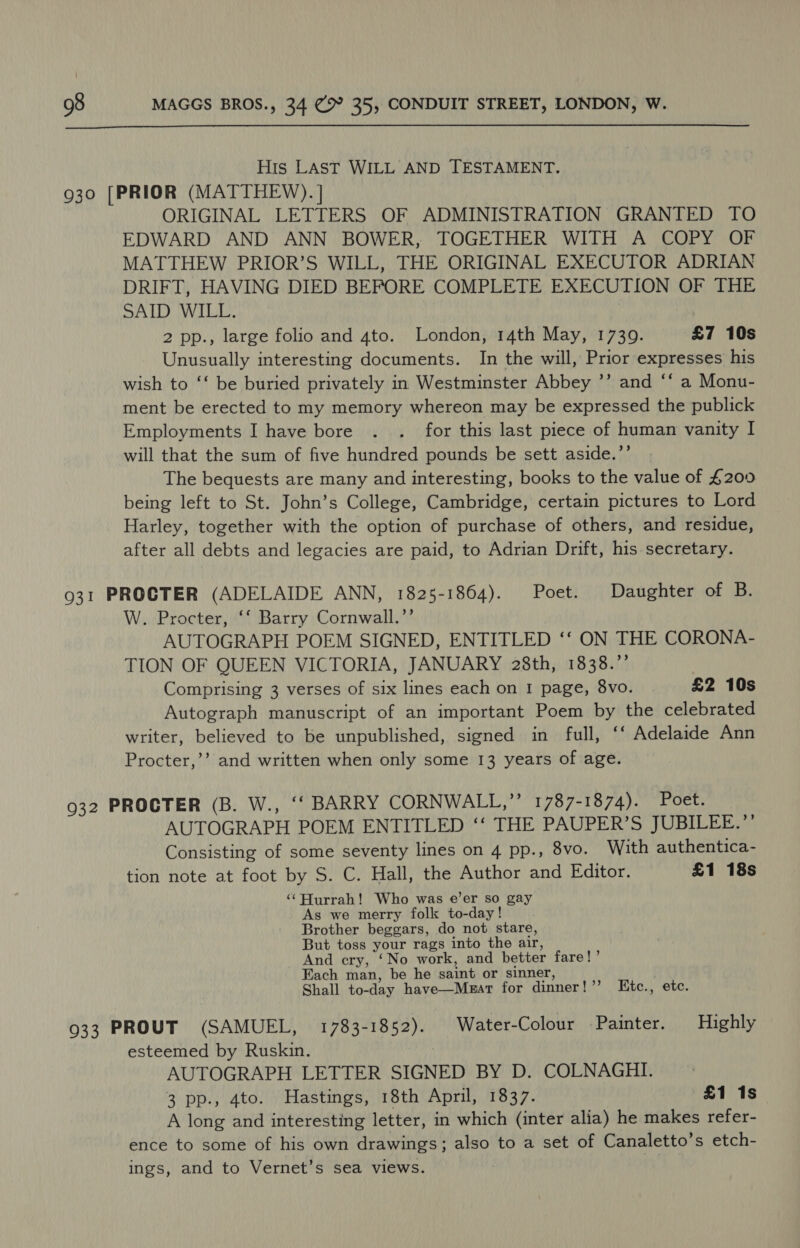 98 MAGGS BROS., 34 & 35, CONDUIT STREET, LONDON, W.
HIS LAST WILL AND TESTAMENT.
930 [PRIOR (MATTHEW).]
ORIGINAL LETTERS OF ADMINISTRATION GRANTED TO
EDWARD AND ANN BOWER, TOGETHER WITH A COPY OF
MATTHEW PRIOR'S WILL, THE ORIGINAL EXECUTOR ADRIAN
DRIFT, HAVING DIED BEFORE COMPLETE EXECUTION OF THE
SAID WILL.
2 pp., large folio and 4to. London, 14th May, 1739. £7 10s
Unusually interesting documents. In the will, Prior expresses his
wish to ‘‘ be buried privately in Westminster Abbey ’’ and ‘‘ a Monu-
ment be erected to my memory whereon may be expressed the publick
Employments I have bore . . for this last piece of human vanity I
will that the sum of five hundred pounds be sett aside.’’
The bequests are many and interesting, books to the value of £200
being left to St. John's College, Cambridge, certain pictures to Lord
Harley, together with the option of purchase of others, and residue,
after all debts and legacies are paid, to Adrian Drift, his secretary.
931 PROCTER (ADELAIDE ANN, 1825-1864). Poet. Daughter of B.
W. Procter, ‘‘ Barry Cornwall.’’
AUTOGRAPH POEM SIGNED, ENTITLED ‘‘ ON THE CORONA-
TION OF QUEEN VICTORIA, JANUARY 28th, 1838.’’
Comprising 3 verses of six lines each on 1 page, 8vo. £2 10s
Autograph manuscript of an important Poem by the celebrated
writer, believed to be unpublished, signed in full, ‘‘ Adelaide Ann
Procter,’’ and written when only some 13 years of age.
932 PROCTER (B. W., ‘‘ BARRY CORNWALL,’’ 1787-1874). Poet.
AUTOGRAPH POEM ENTITLED ‘‘ THE PAUPER'S JUBILEE.’’
Consisting of some seventy lines on 4 pp., 8vo. With authentica-
tion note at foot by S. C. Hall, the Author and Editor. £1 18s
‘‘Hurrah! Who was e'er so gay
As we merry folk to-day!
Brother beggars, do not stare,
But toss your rags into the air,
And cry, ‘No work, and better fare!’
Each man, be he saint or sinner,
Shall to-day have—MEAT for dinner!’’ Etc., etc.
933 PROUT (SAMUEL, 1783-1852). Water-Colour Painter. Highly
esteemed by Ruskin.
AUTOGRAPH LETTER SIGNED BY D. COLNAGHI.
3 pp., 4to. Hastings, 18th April, 1837. £1 1s
A long and interesting letter, in which (inter alia) he makes refer-
ence to some of his own drawings; also to a set of Canaletto's etch-
ings, and to Vernet's sea views.